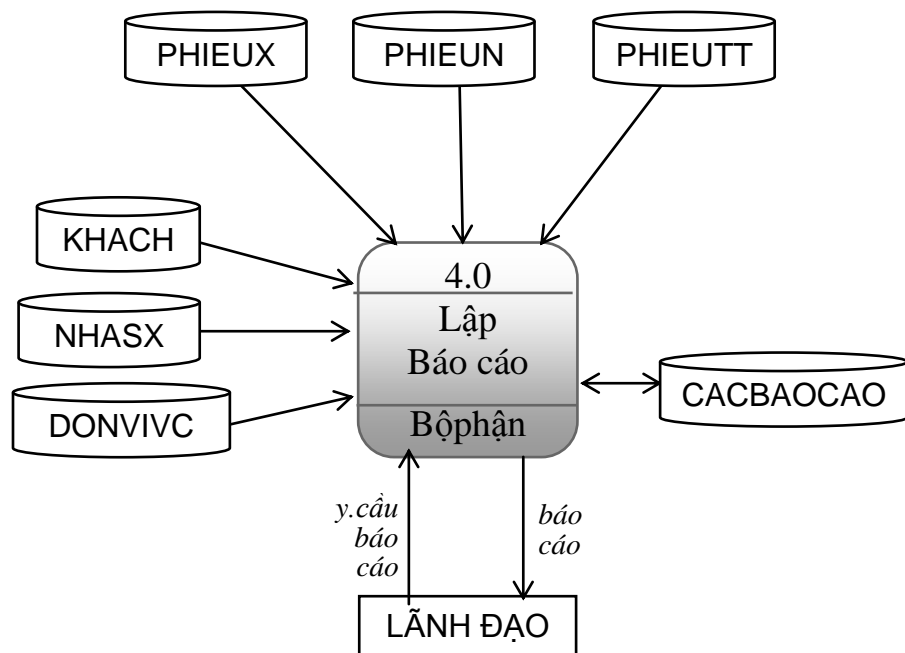 PHIEUX
PHIEUN
PHIEUTT
KHACH
NHASX
DONVIVC
4.0
Lập
Báo cáo
Bộphận
CACBAOCAO
y.cầu
báo
cáo
báo
cáo
LÃNH ĐẠO